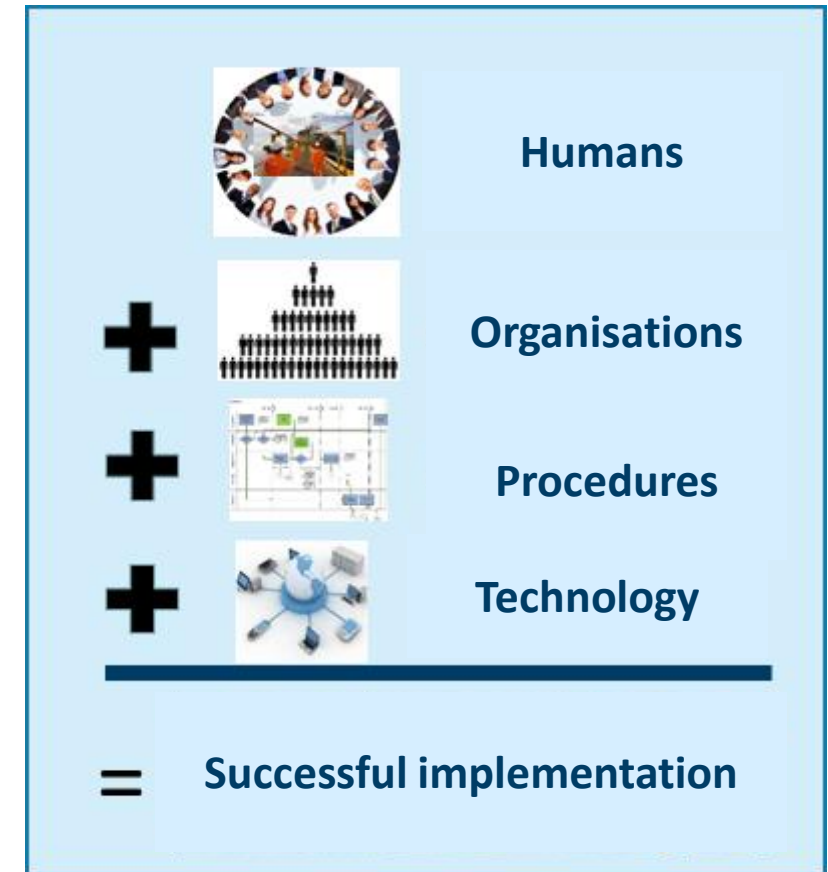 Humans
+
Organisations
+
Procedures
+
Technology
=
Successful implementation